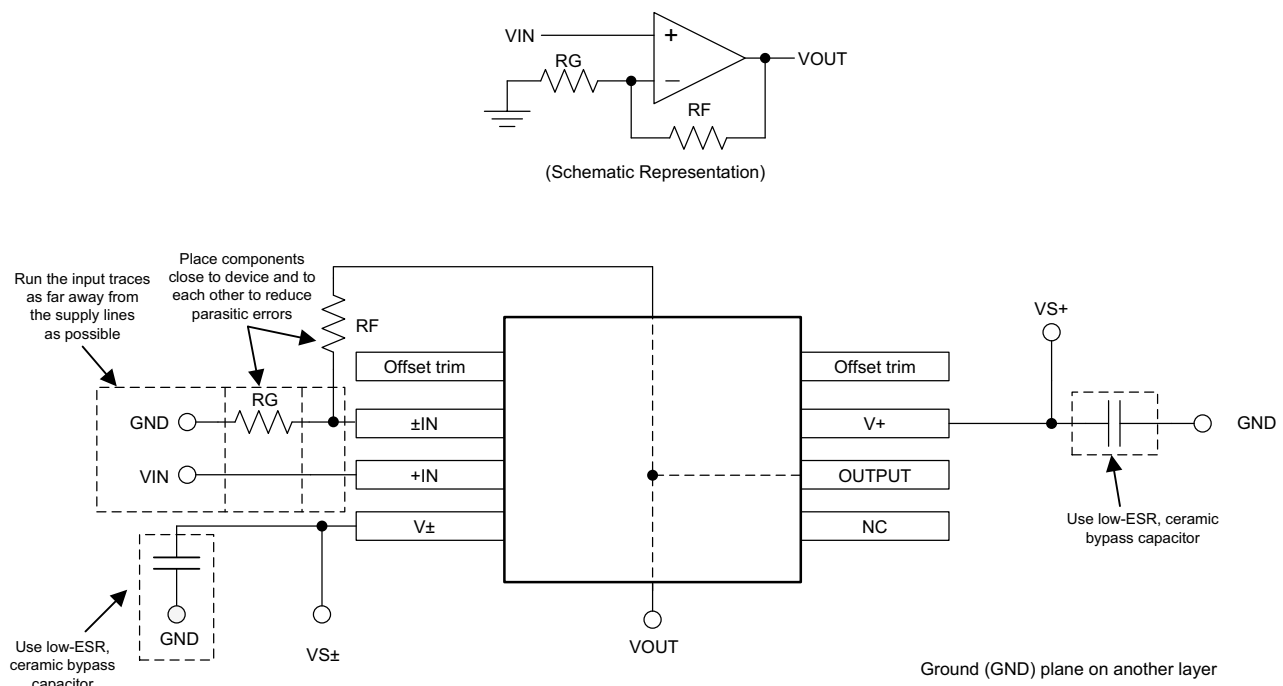 VIN
+
RG
−
VOUT
RF
(Schematic Representation)
Run the input traces
as far away from
the supply lines
as possible
Place components
close to device and to
each other to reduce
parasitic errors
RF
VS+
Offset trim
Offset trim
RG
GND
±IN
V+
GND
VIN
+IN
OUTPUT
V±
NC
Use low-ESR, ceramic
bypass capacitor
GND
VS±
VOUT
Use low-ESR,
ceramic bypass
capacitor
Ground (GND) plane on another layer